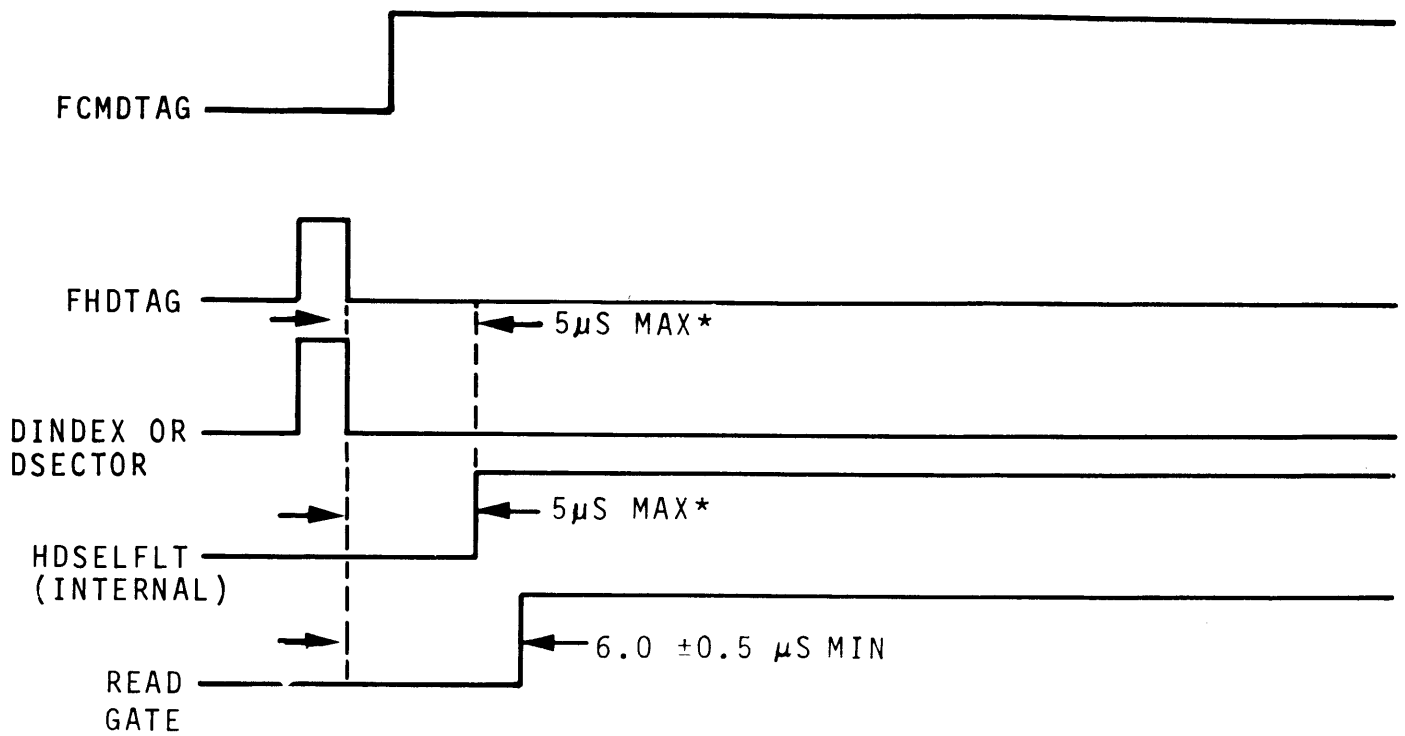 FCMDTAG
FHDTAG
5μS MAX*
DINDEX OR
DSECTOR
5μS MAX*
HDSELFLT
(INTERNAL)
6.0 ±0.5 μS MIN
READ
GATE